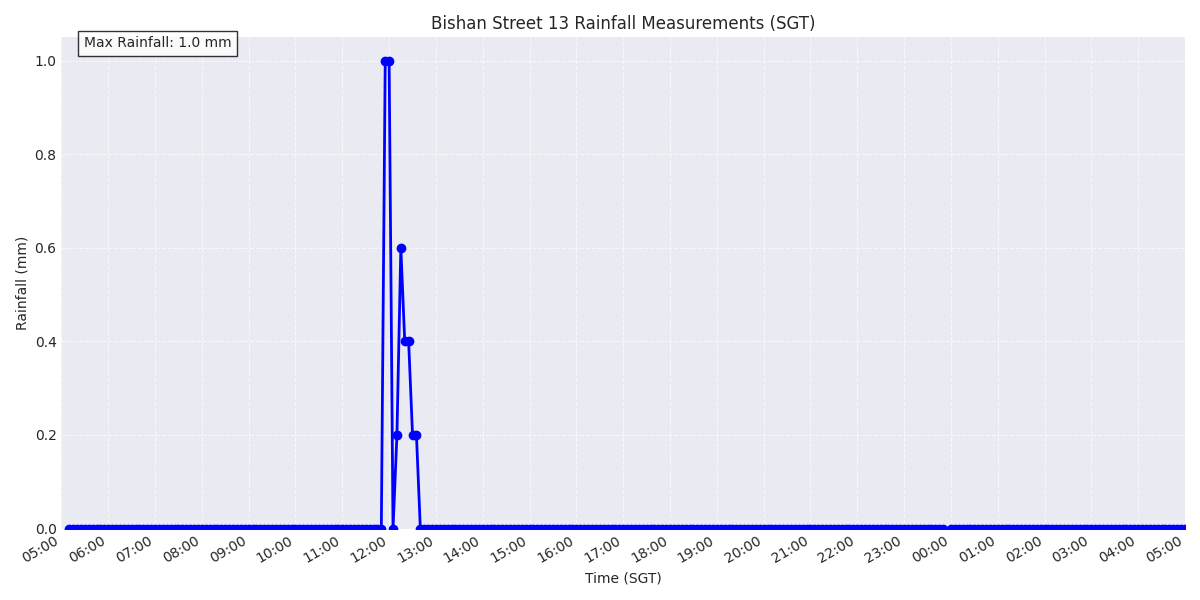 Bishan Street 13 Rainfall Measurements (SGT)
Max Rainfall: 1.0 mm
1.0
0.8
0.6
0.4
0.2
0.0
Rainfall (mm)
05:00 06:00 07:00 08:00 09:00 10:00 11:00 12:00 13:00 14:00 15:00 16:00 17:00 18:00 19:00 20:00 21:00 22:00 23:00 00:00 01:00 02:00 03:00 04:00 05:00
Time (SGT)